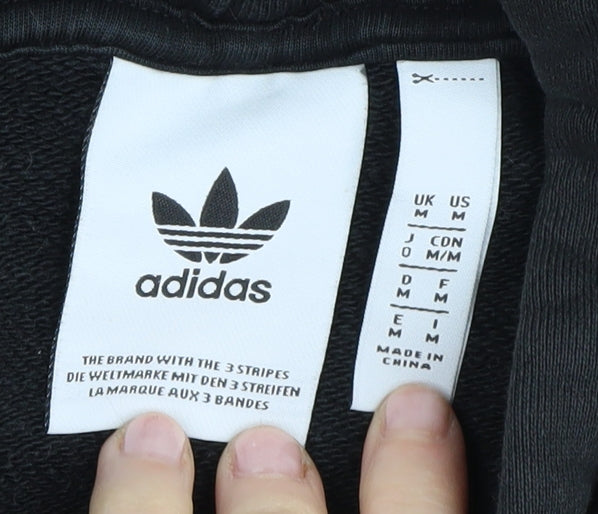 adidas
THE BRAND WITH THE 3 STRIPES
DIE WELTMARKE MIT DEN 3 STREIFEN
LA MARQUE AUX 3 BANDES
UK US
M M
J CDN
O M/M
D F
M M
E I
M M
MADE IN
CHINA